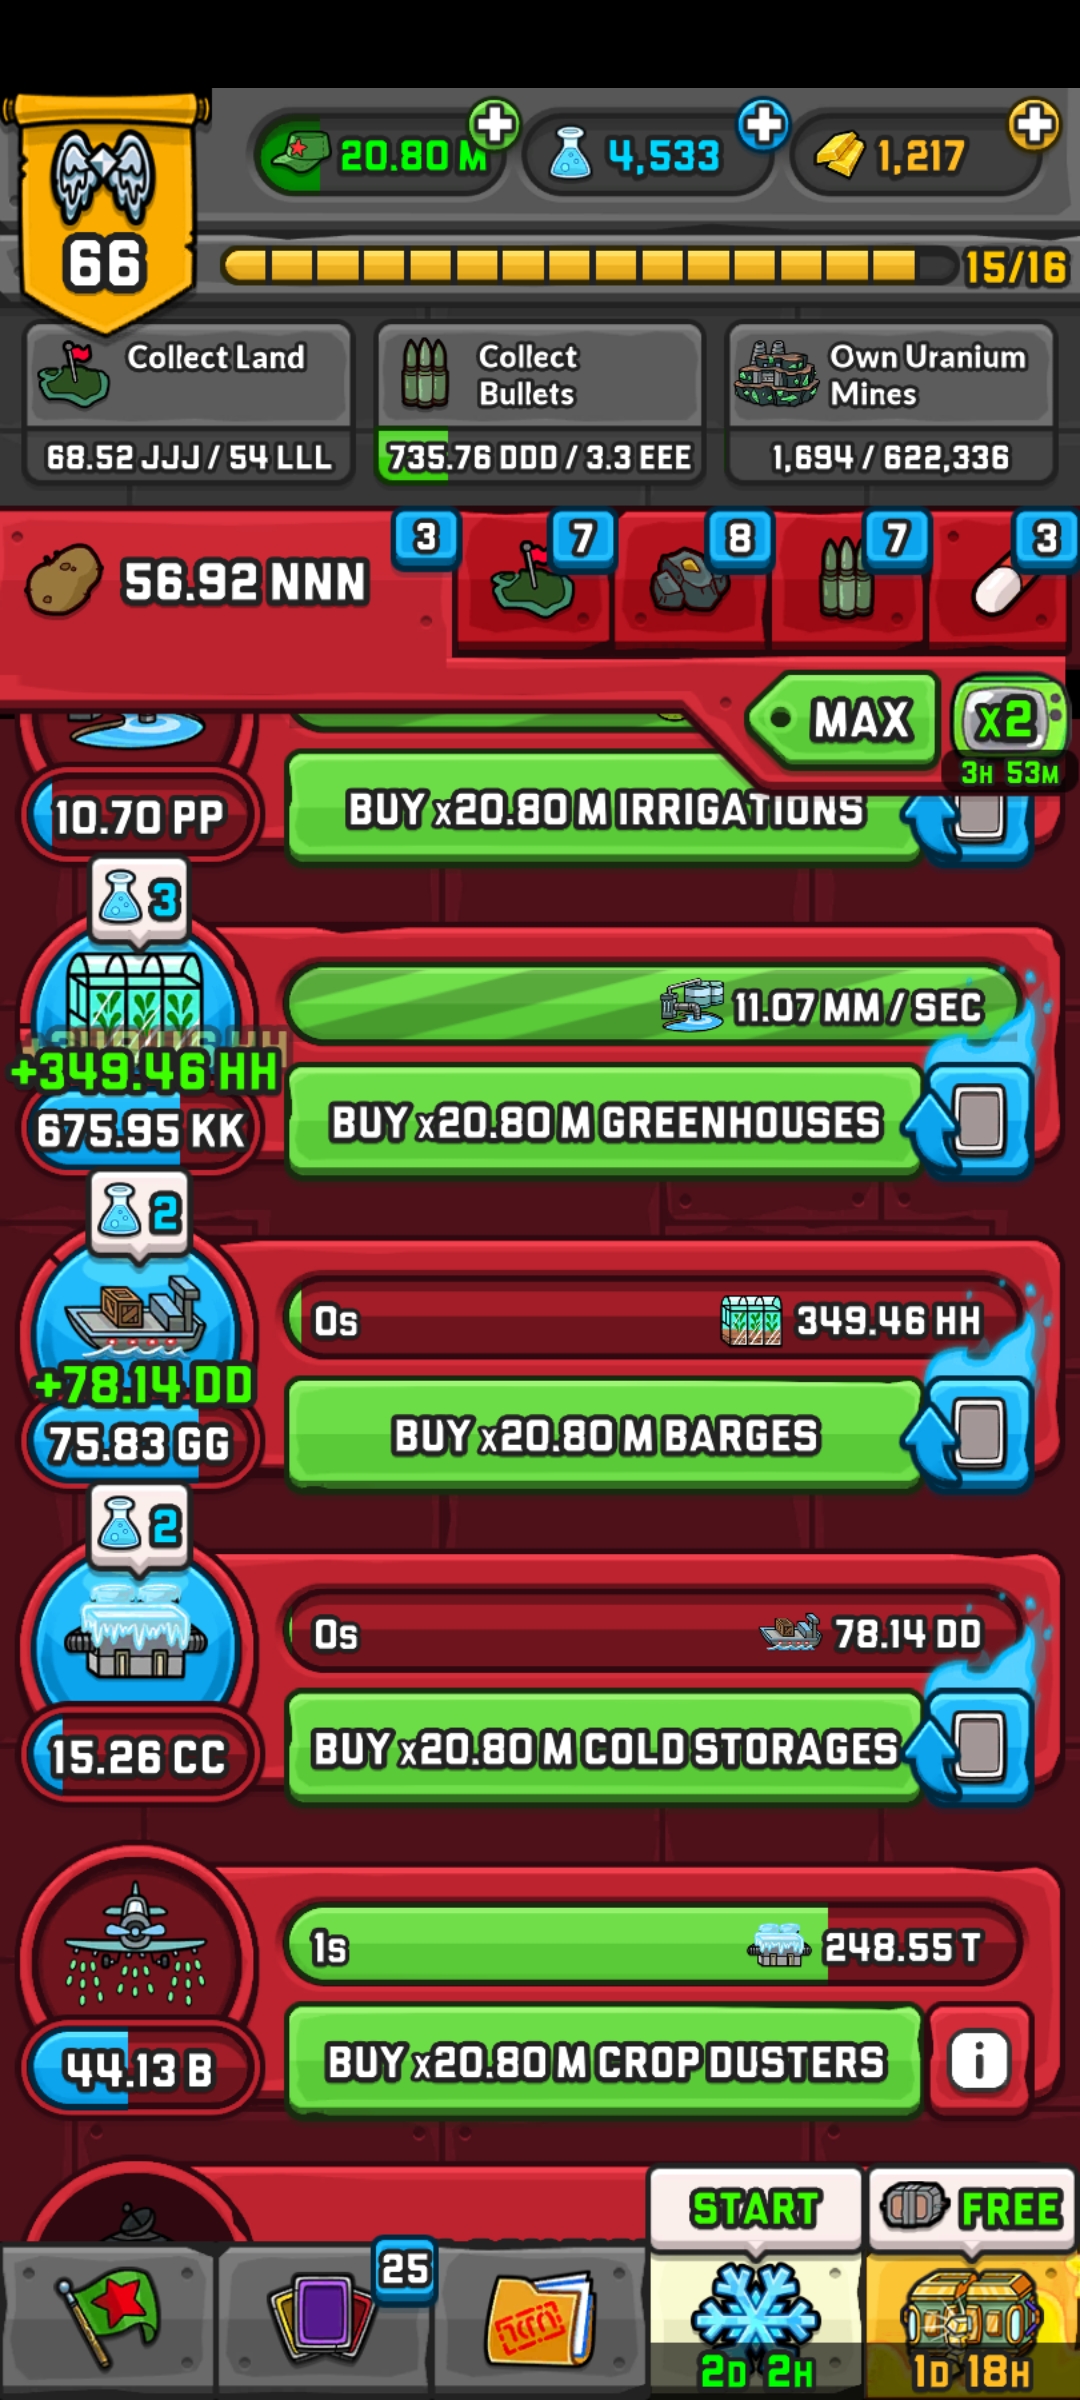 20.80 M
4,533
1,217
66
15/16
Collect Land
68.52 JJJ / 54 LLL
Collect
Bullets
735.76 DDD / 3.3 EEE
Own Uranium
Mines
1,694 / 622,336
56.92 NNN
3
7
8
7
3
MAX
x2
3H 53M
10.70 PP
BUY x20.80 M IRRIGATIONS
3
11.07 MM / SEC
+349.46 HH
675.95 KK
BUY x20.80 M GREENHOUSES
2
0s
349.46 HH
+78.14 DD
75.83 GG
BUY x20.80 M BARGES
2
0s
78.14 DD
15.26 CC
BUY x20.80 M COLD STORAGES
1s
248.55 T
44.13 B
BUY x20.80 M CROP DUSTERS
i
START
FREE
25
2D 2H
1D 18H